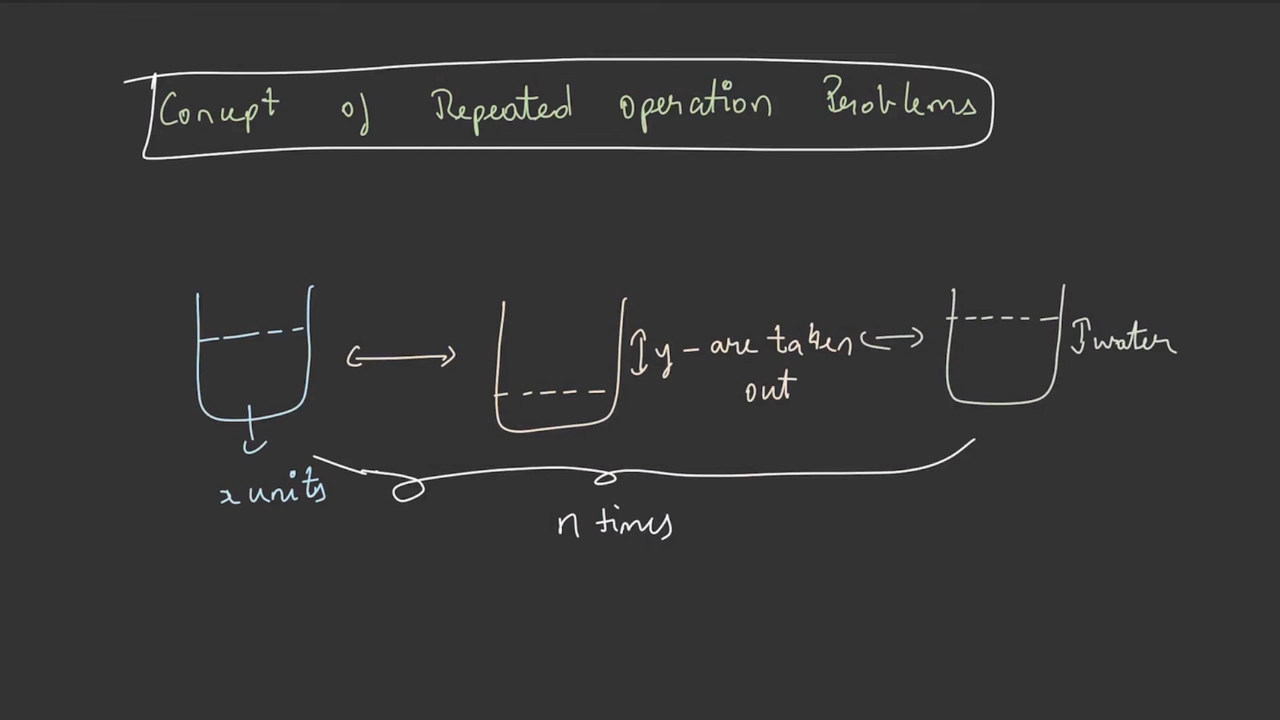 Concept of Repeated operation Problems
y - are taken out
water
x units
n times